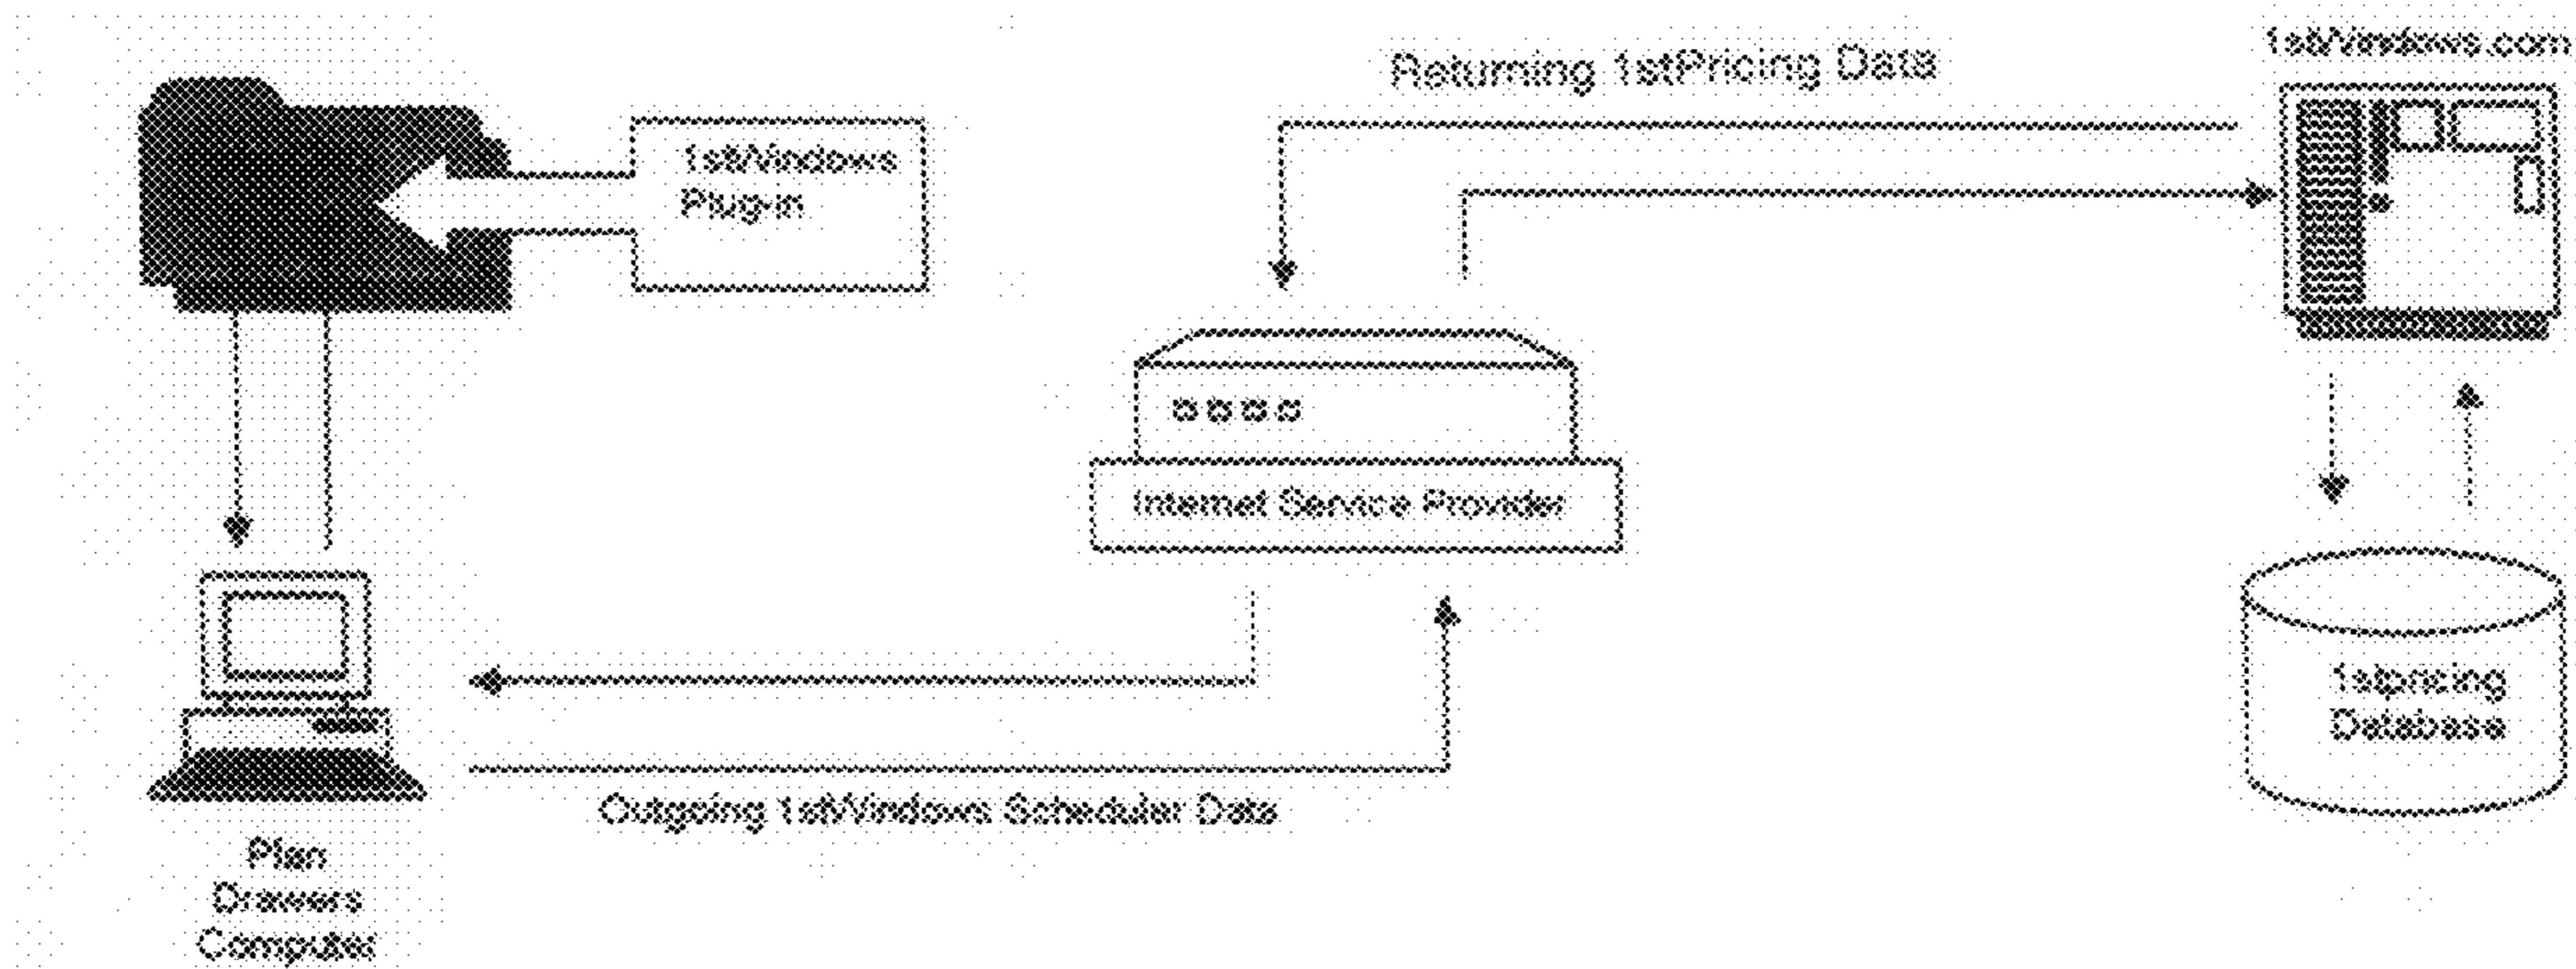 1stWindows.com
Returning 1stPricing Data
1stWindows
Plug-in
Internet Service Provider
1stpricing
Database
Outgoing 1stWindows Scheduler Data
Plan
Drawers
Computer